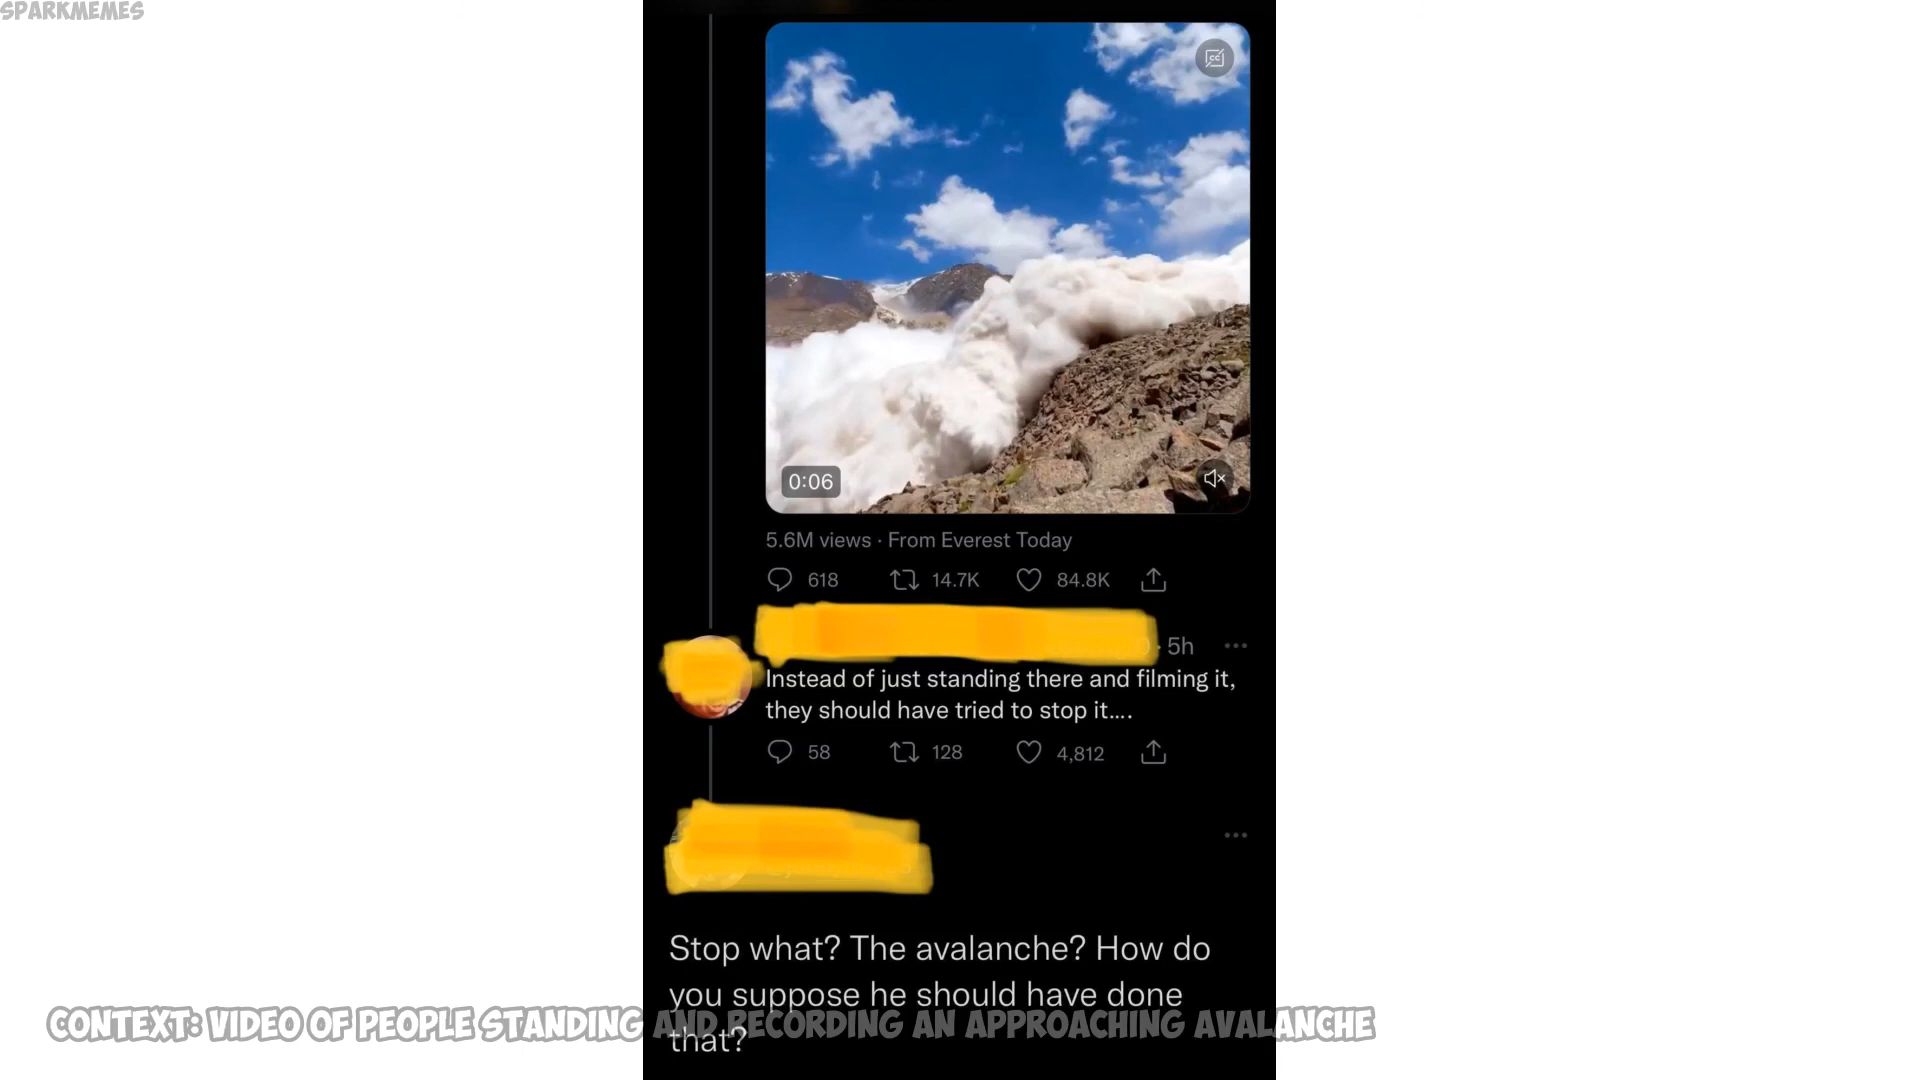 SPARKMEMES
0:06
5.6M views · From Everest Today
618 14.7K 84.8K
· 5h
Instead of just standing there and filming it,
they should have tried to stop it....
58 128 4,812
Stop what? The avalanche? How do
you suppose he should have done
that?
CONTEXT: VIDEO OF PEOPLE STANDING AND RECORDING AN APPROACHING AVALANCHE